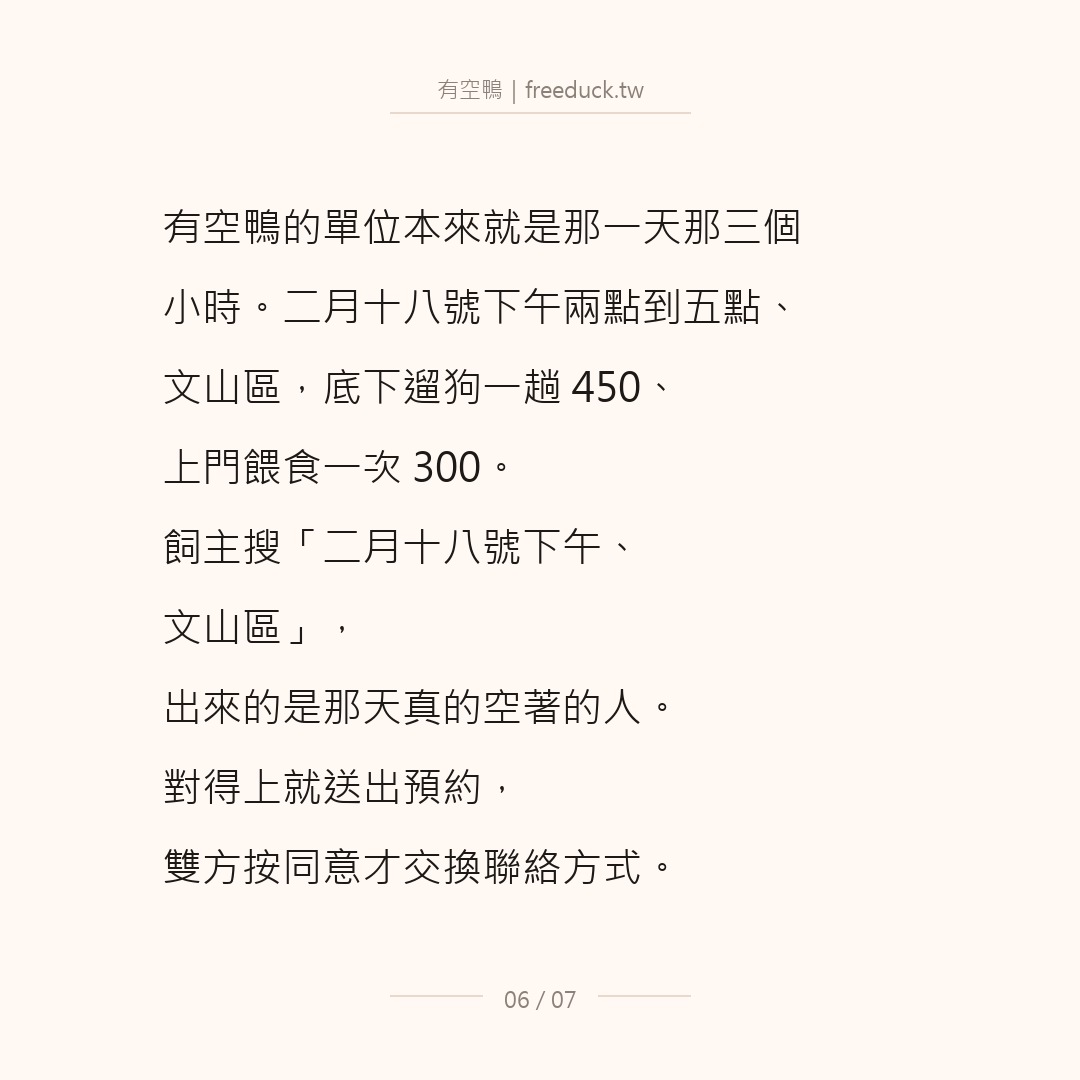 有空鴨 | freeduck.tw
有空鴨的單位本來就是那一天那三個
小時。二月十八號下午兩點到五點、
文山區，底下遛狗一趟 450、
上門餵食一次 300。
飼主搜「二月十八號下午、
文山區」，
出來的是那天真的空著的人。
對得上就送出預約，
雙方按同意才交換聯絡方式。
06 / 07